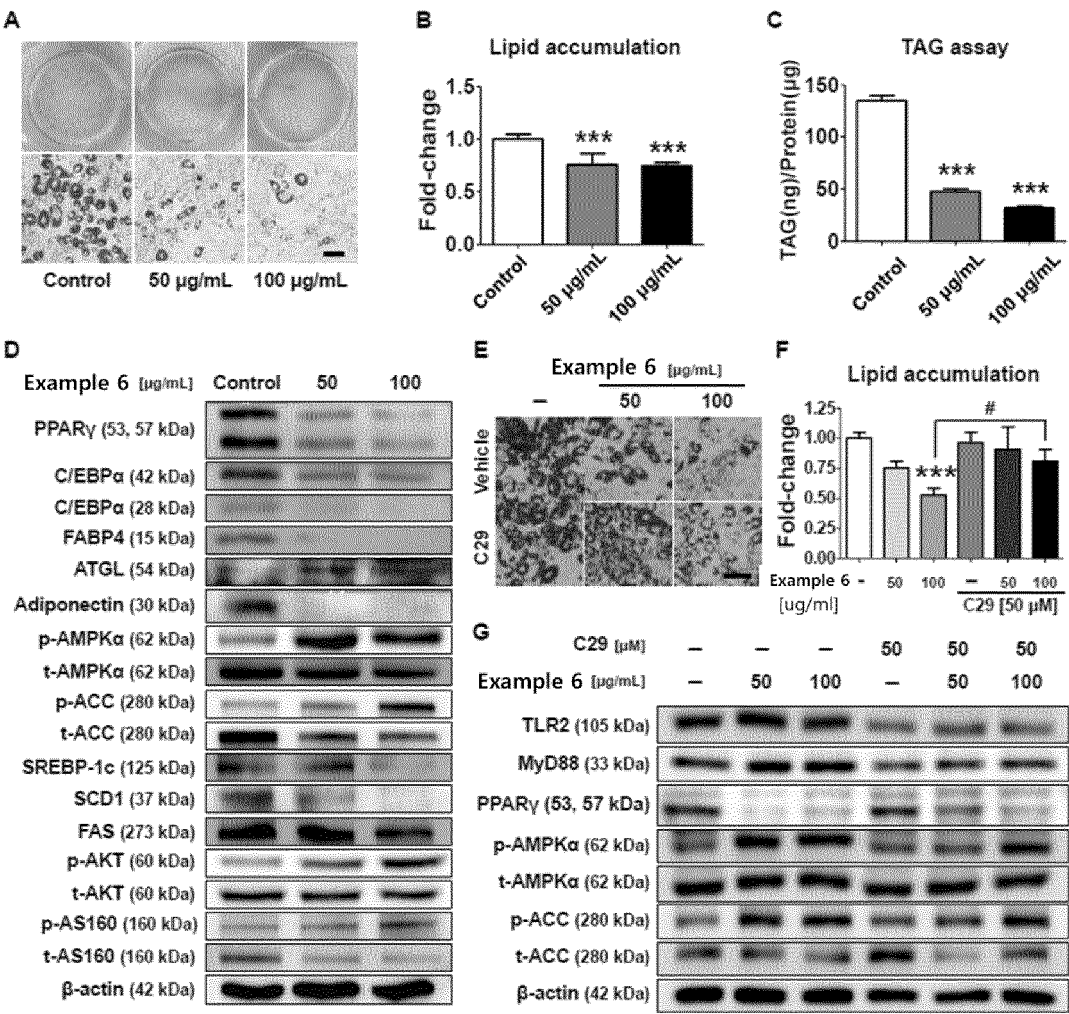 A
Control 50 µg/mL 100 µg/mL
B
Lipid accumulation
Fold-change
1.5
1.0
0.5
0.0
*** ***
Control 50 µg/mL 100 µg/mL
C
TAG assay
TAG(ng)/Protein(µg)
150
100
50
0
*** ***
Control 50 µg/mL 100 µg/mL
D
Example 6 [µg/mL] Control 50 100
PPARγ (53, 57 kDa)
C/EBPα (42 kDa)
C/EBPα (28 kDa)
FABP4 (15 kDa)
ATGL (54 kDa)
Adiponectin (30 kDa)
p-AMPKα (62 kDa)
t-AMPKα (62 kDa)
p-ACC (280 kDa)
t-ACC (280 kDa)
SREBP-1c (125 kDa)
SCD1 (37 kDa)
FAS (273 kDa)
p-AKT (60 kDa)
t-AKT (60 kDa)
p-AS160 (160 kDa)
t-AS160 (160 kDa)
β-actin (42 kDa)
E
Example 6 [µg/mL]
– 50 100
Vehicle
C29
F
Lipid accumulation
Fold-change
1.25
1.00
0.75
0.50
0.25
0.00
#
***
Example 6 – 50 100 – 50 100
[ug/ml] C29 [50 µM]
G
C29 [µM] – – – 50 50 50
Example 6 [µg/mL] – 50 100 – 50 100
TLR2 (105 kDa)
MyD88 (33 kDa)
PPARγ (53, 57 kDa)
p-AMPKα (62 kDa)
t-AMPKα (62 kDa)
p-ACC (280 kDa)
t-ACC (280 kDa)
β-actin (42 kDa)